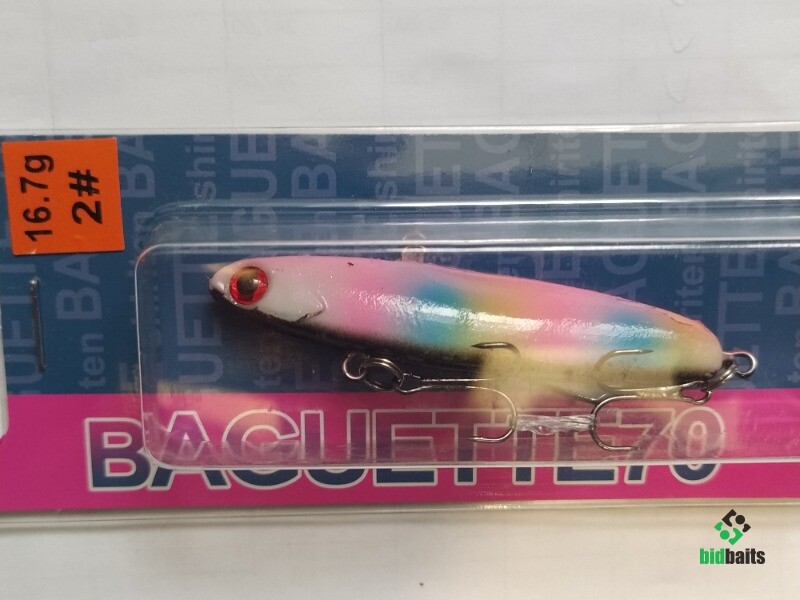 16.7g
2#
BAGUETTE70
bidbaits